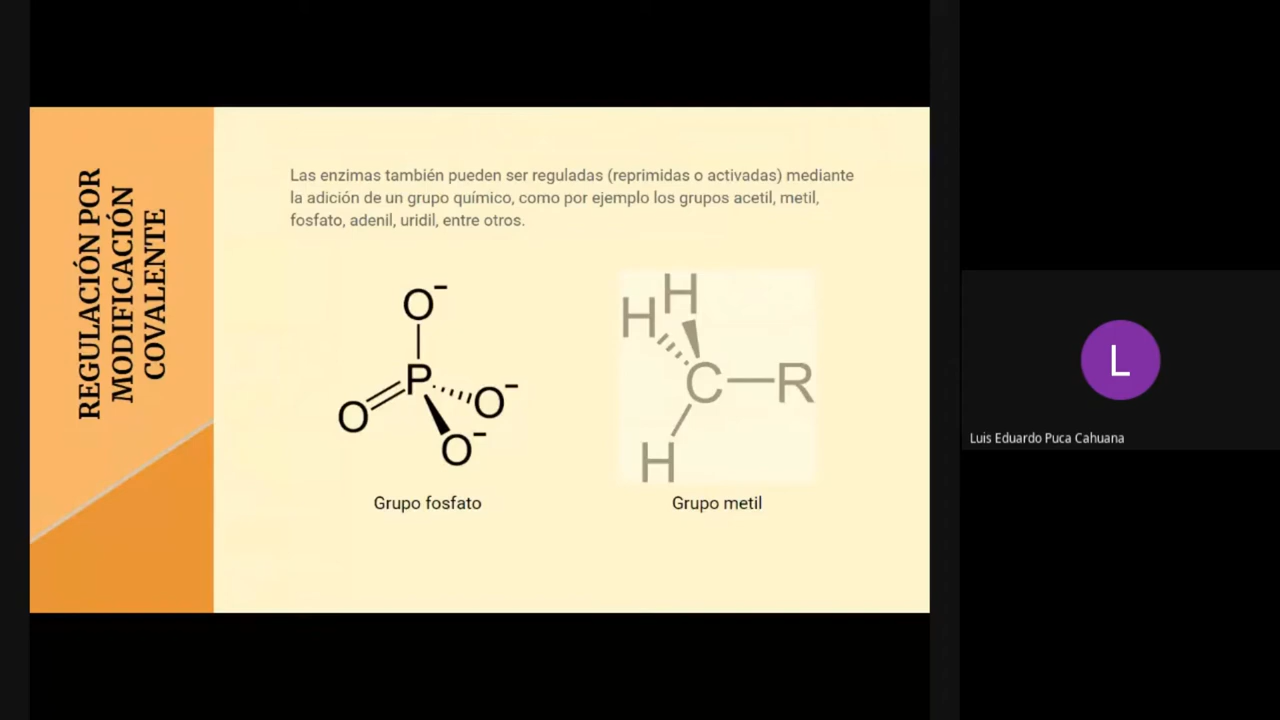 REGULACIÓN POR
MODIFICACIÓN
COVALENTE
Las enzimas también pueden ser reguladas (reprimidas o activadas) mediante
la adición de un grupo químico, como por ejemplo los grupos acetil, metil,
fosfato, adenil, uridil, entre otros.
O−
P
O
O−
O−
H
H
C
R
H
Grupo fosfato
Grupo metil
L
Luis Eduardo Puca Cahuana